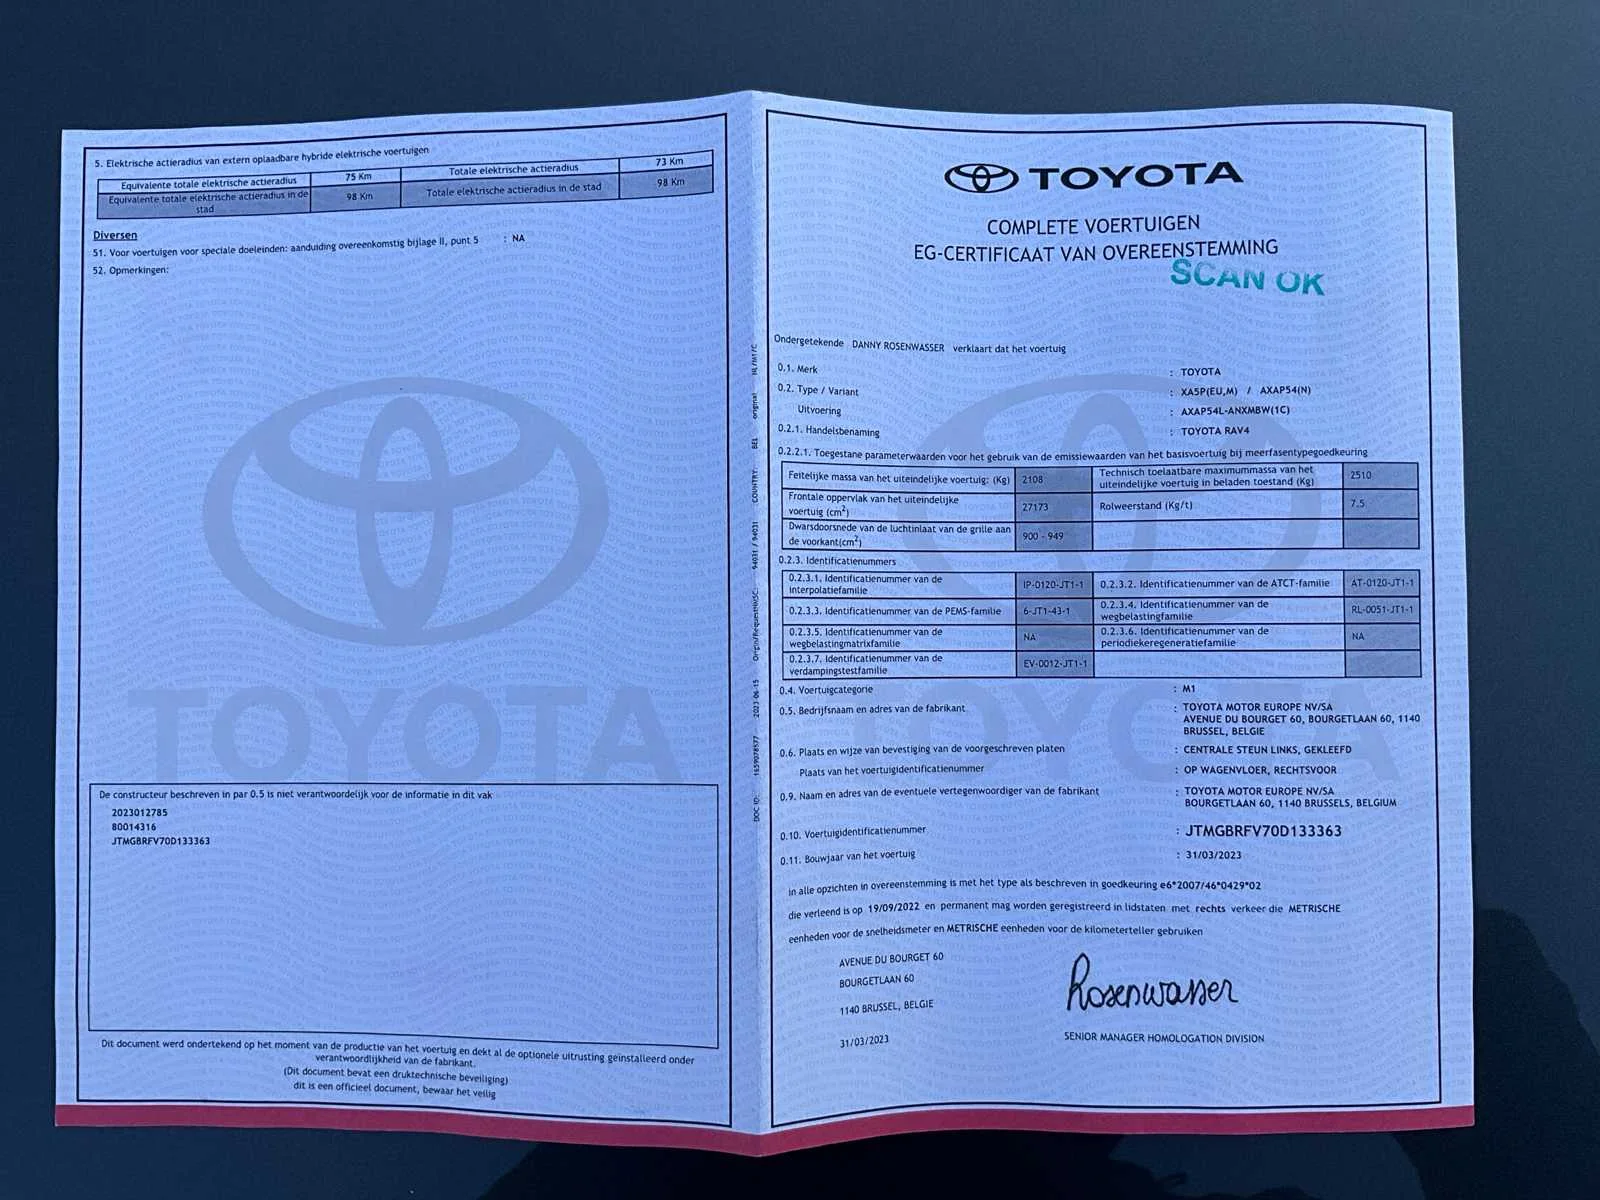 5. Elektrische actieradius van extern oplaadbare hybride elektrische voertuigen
Equivalente totale elektrische actieradius 75 Km Totale elektrische actieradius 73 Km
Equivalente totale elektrische actieradius in de stad 98 Km Totale elektrische actieradius in de stad 98 Km
Diversen
51. Voor voertuigen voor speciale doeleinden: aanduiding overeenkomstig bijlage II, punt 5 : NA
52. Opmerkingen:
TOYOTA
De constructeur beschreven in par 0.5 is niet verantwoordelijk voor de informatie in dit vak
2023012785
80014316
JTMGBRFV70D133363
Dit document werd ondertekend op het moment van de productie van het voertuig en dekt al de optionele uitrusting geïnstalleerd onder
verantwoordlijkheid van de fabrikant.
(Dit document bevat een druktechnische beveiliging)
dit is een officieel document, bewaar het veilig
DOC ID: 1659078577 2023-06-15 Origin/RequestNMSC: 94031 / 94031 COUNTRY: BEL original NL/M1/C
TOYOTA
COMPLETE VOERTUIGEN
EG-CERTIFICAAT VAN OVEREENSTEMMING
SCAN OK
Ondergetekende DANNY ROSENWASSER verklaart dat het voertuig
0.1. Merk : TOYOTA
0.2. Type / Variant : XA5P(EU,M) / AXAP54(N)
Uitvoering : AXAP54L-ANXMBW(1C)
0.2.1. Handelsbenaming : TOYOTA RAV4
0.2.2.1. Toegestane parameterwaarden voor het gebruik van de emissiewaarden van het basisvoertuig bij meerfasentypegoedkeuring
Feitelijke massa van het uiteindelijke voertuig: (Kg) 2108 Technisch toelaatbare maximummassa van het uiteindelijke voertuig in beladen toestand (Kg) 2510
Frontale oppervlak van het uiteindelijke voertuig (cm2) 27173 Rolweerstand (Kg/t) 7.5
Dwarsdoorsnede van de luchtinlaat van de grille aan de voorkant(cm2) 900 - 949
0.2.3. Identificatienummers
0.2.3.1. Identificatienummer van de interpolatiefamilie IP-0120-JT1-1 0.2.3.2. Identificatienummer van de ATCT-familie AT-0120-JT1-1
0.2.3.3. Identificatienummer van de PEMS-familie 6-JT1-43-1 0.2.3.4. Identificatienummer van de wegbelastingfamilie RL-0051-JT1-1
0.2.3.5. Identificatienummer van de wegbelastingmatrixfamilie NA 0.2.3.6. Identificatienummer van de periodiekeregeneratiefamilie NA
0.2.3.7. Identificatienummer van de verdampingstestfamilie EV-0012-JT1-1
0.4. Voertuigcategorie : M1
0.5. Bedrijfsnaam en adres van de fabrikant : TOYOTA MOTOR EUROPE NV/SA
AVENUE DU BOURGET 60, BOURGETLAAN 60, 1140
BRUSSEL, BELGIE
0.6. Plaats en wijze van bevestiging van de voorgeschreven platen : CENTRALE STEUN LINKS, GEKLEEFD
Plaats van het voertuigidentificatienummer : OP WAGENVLOER, RECHTSVOOR
0.9. Naam en adres van de eventuele vertegenwoordiger van de fabrikant : TOYOTA MOTOR EUROPE NV/SA
BOURGETLAAN 60, 1140 BRUSSELS, BELGIUM
0.10. Voertuigidentificatienummer : JTMGBRFV70D133363
0.11. Bouwjaar van het voertuig : 31/03/2023
in alle opzichten in overeenstemming is met het type als beschreven in goedkeuring e6*2007/46*0429*02
die verleend is op 19/09/2022 en permanent mag worden geregistreerd in lidstaten met rechts verkeer die METRISCHE
eenheden voor de snelheidsmeter en METRISCHE eenheden voor de kilometerteller gebruiken
AVENUE DU BOURGET 60
BOURGETLAAN 60
1140 BRUSSEL, BELGIE
31/03/2023
Rosenwasser
SENIOR MANAGER HOMOLOGATION DIVISION